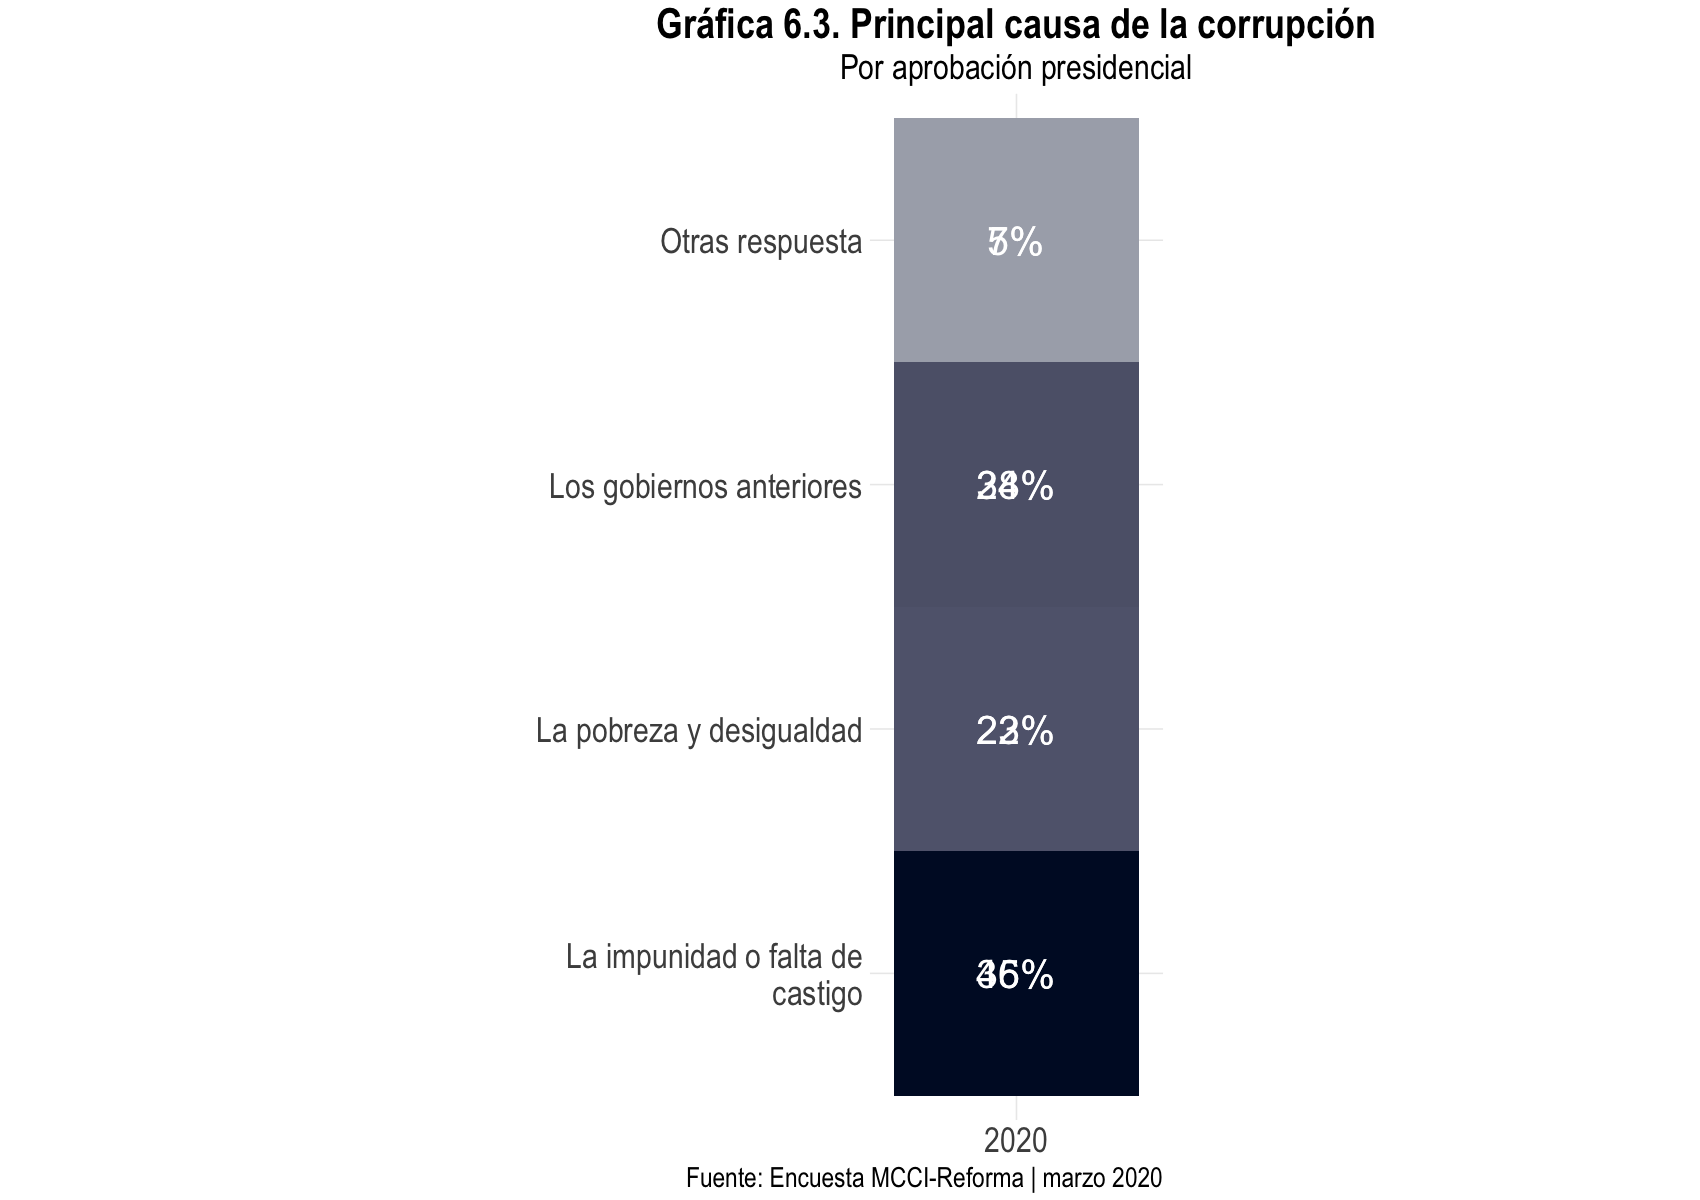 Gráfica 6.3. Principal causa de la corrupción
Por aprobación presidencial
Otras respuesta
Los gobiernos anteriores
La pobreza y desigualdad
La impunidad o falta de
castigo
2020
Fuente: Encuesta MCCI-Reforma | marzo 2020